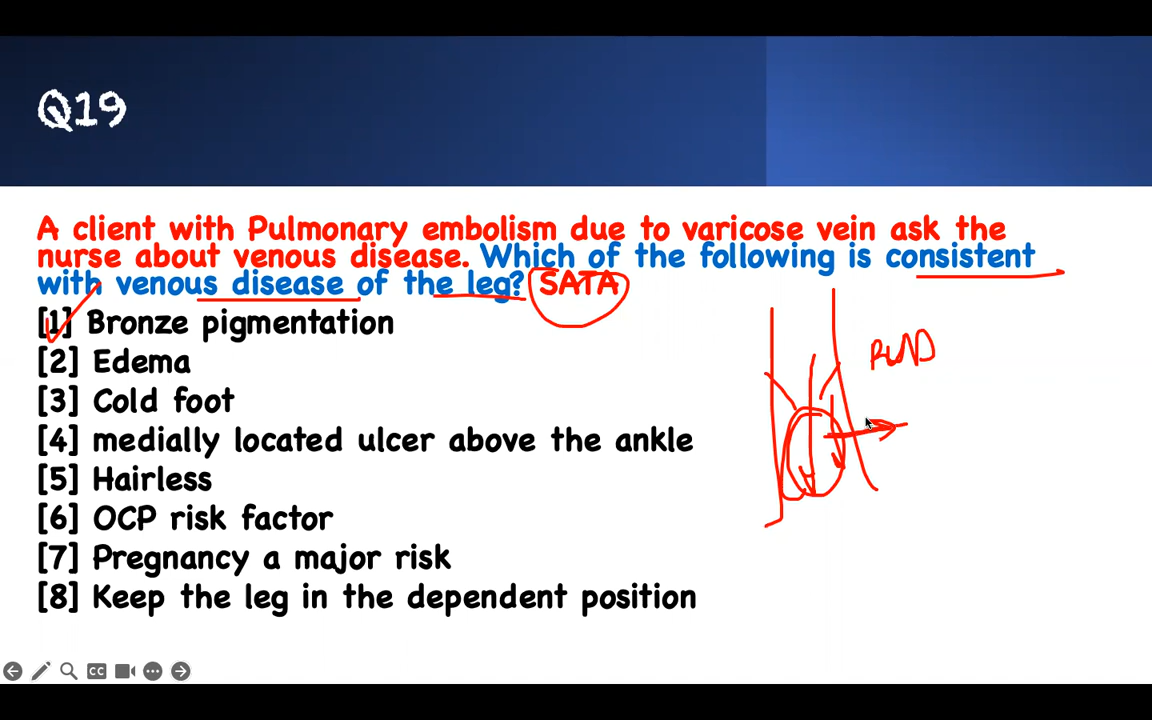 Q19
A client with Pulmonary embolism due to varicose vein ask the
nurse about venous disease. Which of the following is consistent
with venous disease of the leg? SATA
[1] Bronze pigmentation
[2] Edema
[3] Cold foot
[4] medially located ulcer above the ankle
[5] Hairless
[6] OCP risk factor
[7] Pregnancy a major risk
[8] Keep the leg in the dependent position
CC